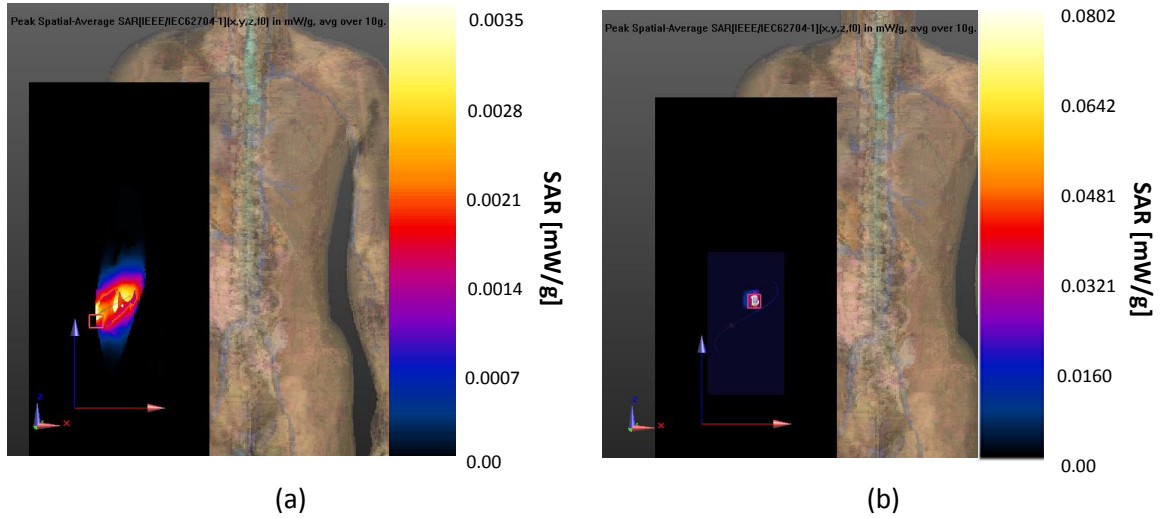 Peak Spatial-Average SAR[IEEE/IEC62704-1](x,y,z,f0) in mW/g, avg over 10g.
0.0035
0.0028
0.0021
0.0014
0.0007
0.00
SAR [mW/g]
z
x
(a)
Peak Spatial-Average SAR[IEEE/IEC62704-1](x,y,z,f0) in mW/g, avg over 10g.
0.0802
0.0642
0.0481
0.0321
0.0160
0.00
SAR [mW/g]
z
x
(b)